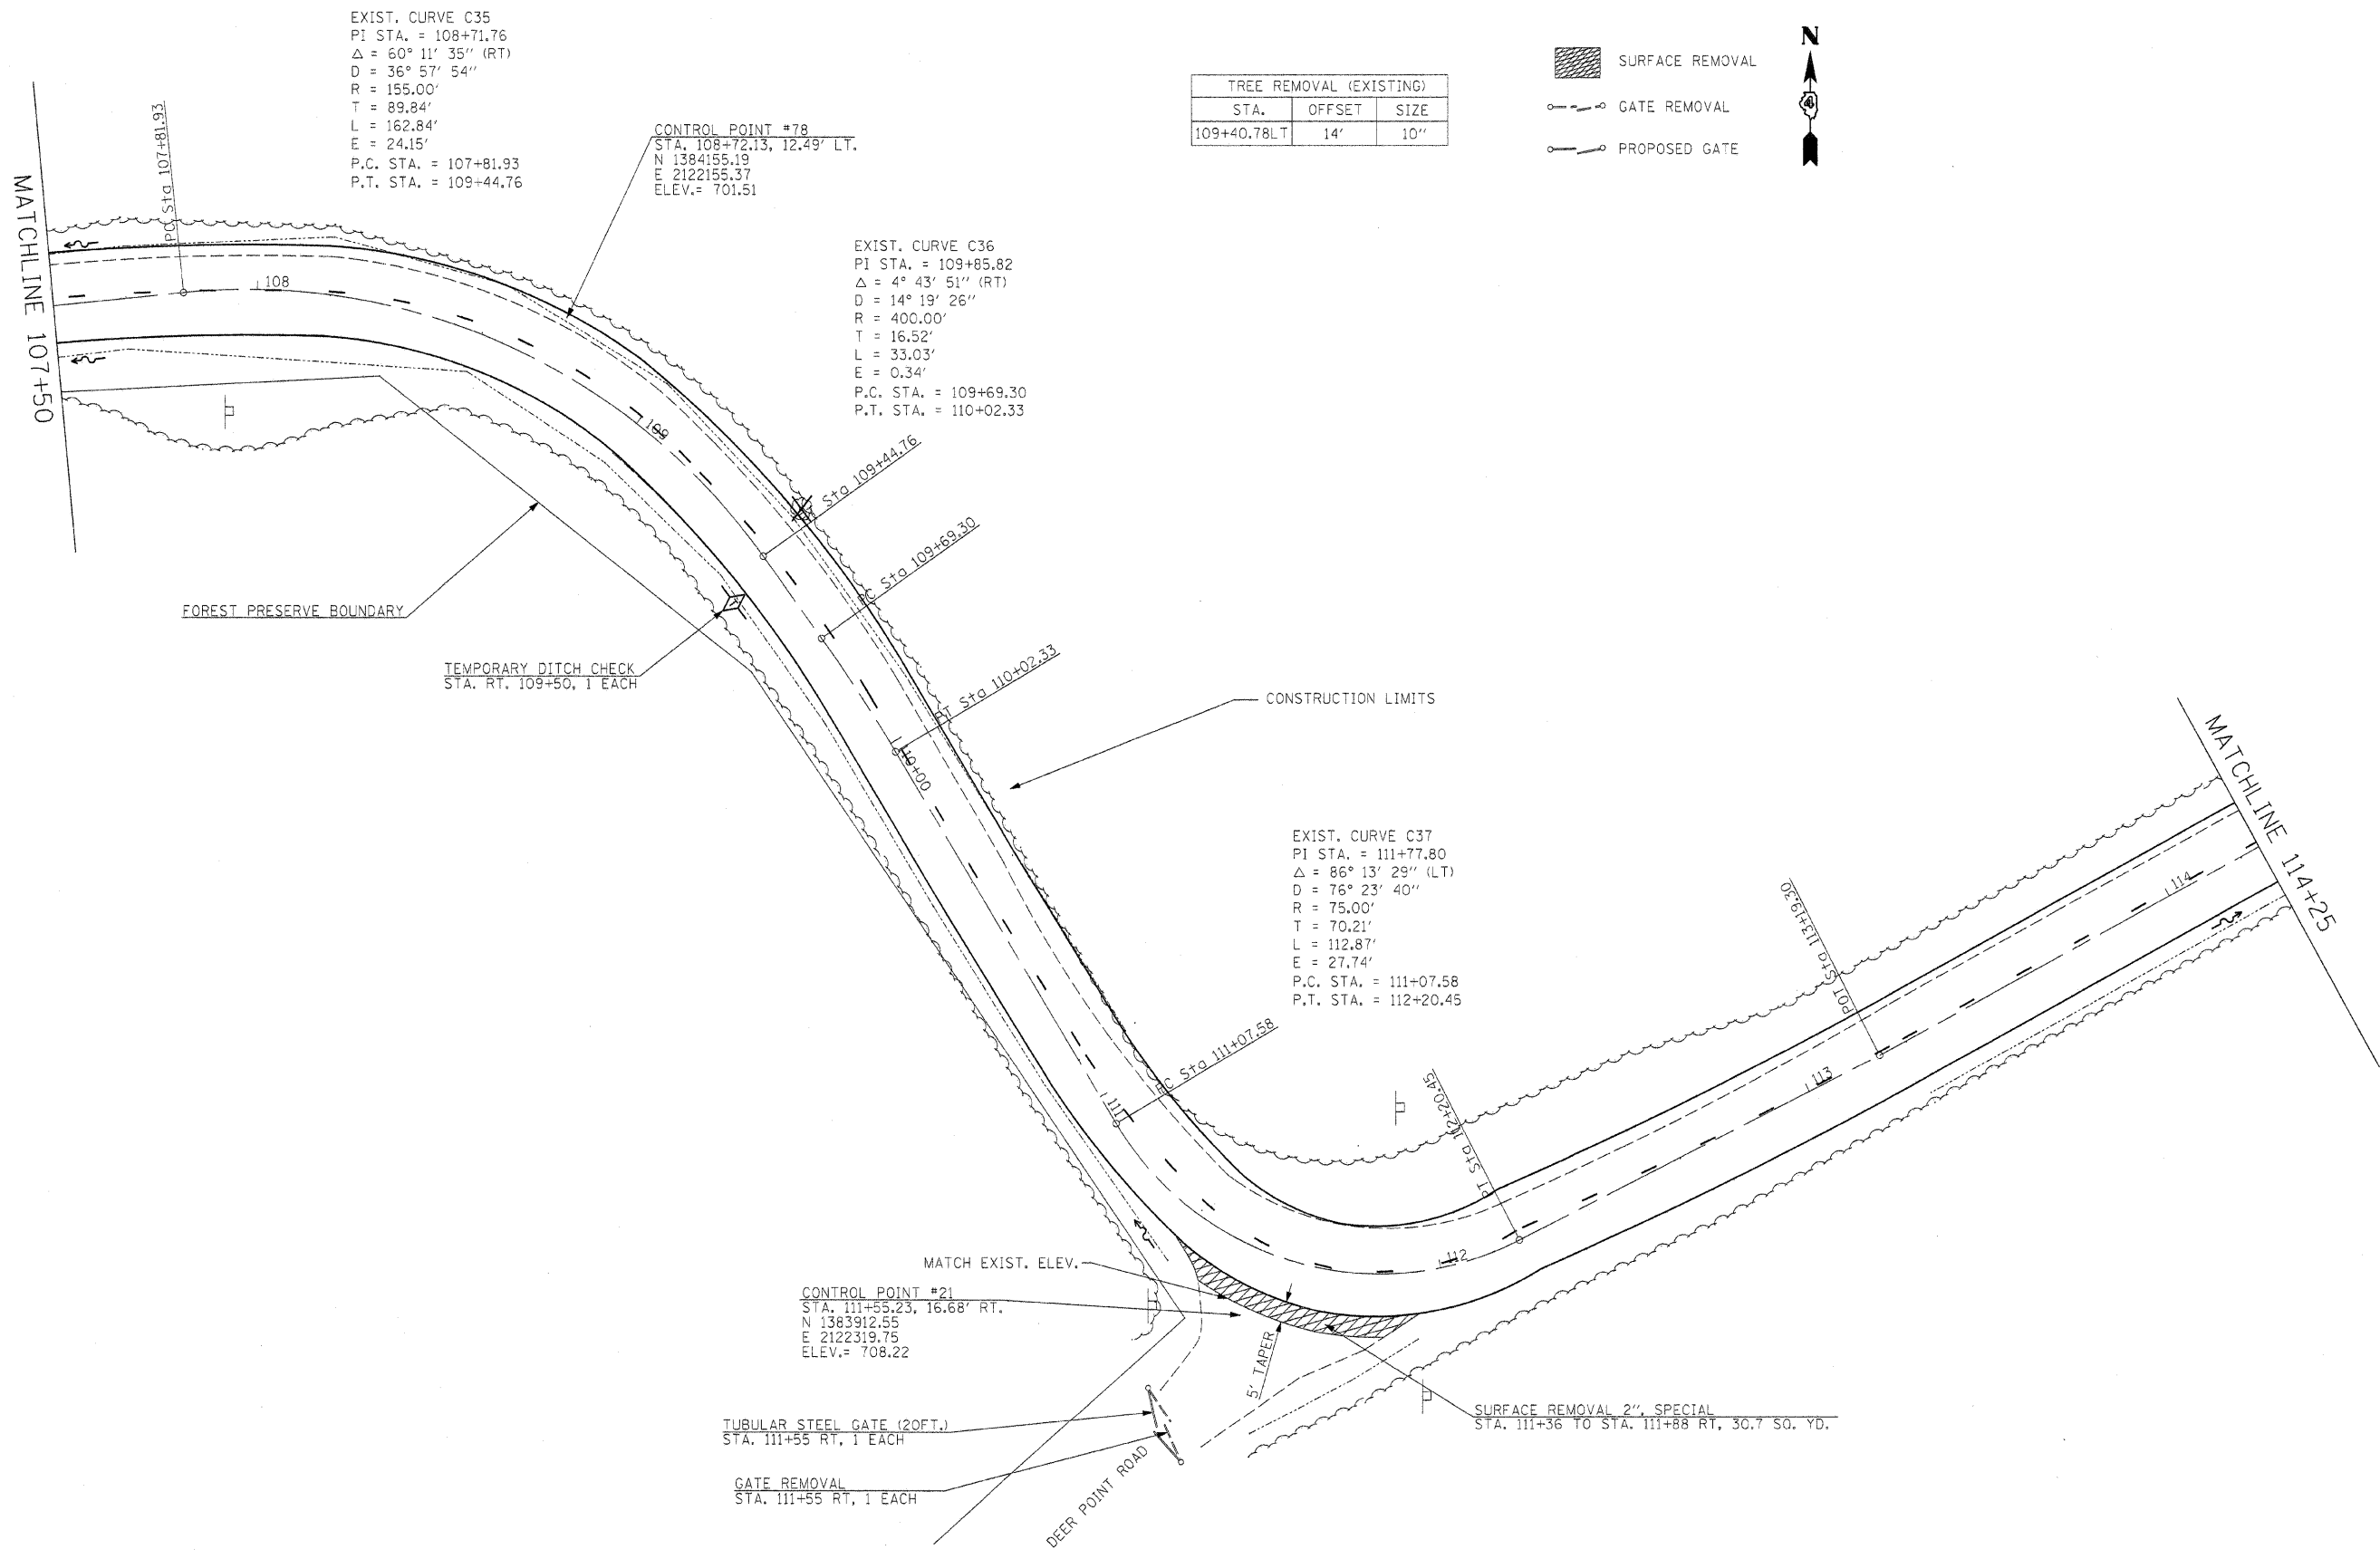 EXIST. CURVE C35
PI STA. = 108+71.76
Δ = 60° 11' 35" (RT)
D = 36° 57' 54"
R = 155.00'
T = 89.84'
L = 162.84'
E = 24.15'
P.C. STA. = 107+81.93
P.T. STA. = 109+44.76
TREE REMOVAL (EXISTING)
STA. OFFSET SIZE
109+40.78LT 14' 10"
SURFACE REMOVAL
GATE REMOVAL
PROPOSED GATE
N
4
MATCHLINE 107+50
PC Sta 107+81.93
CONTROL POINT #78
STA. 108+72.13, 12.49' LT.
N 1384155.19
E 2122155.37
ELEV.= 701.51
EXIST. CURVE C36
PI STA. = 109+85.82
Δ = 4° 43' 51" (RT)
D = 14° 19' 26"
R = 400.00'
T = 16.52'
L = 33.03'
E = 0.34'
P.C. STA. = 109+69.30
P.T. STA. = 110+02.33
108
109
Sta 109+44.76
PC Sta 109+69.30
PT Sta 110+02.33
110+00
FOREST PRESERVE BOUNDARY
TEMPORARY DITCH CHECK
STA. RT. 109+50, 1 EACH
CONSTRUCTION LIMITS
EXIST. CURVE C37
PI STA. = 111+77.80
Δ = 86° 13' 29" (LT)
D = 76° 23' 40"
R = 75.00'
T = 70.21'
L = 112.87'
E = 27.74'
P.C. STA. = 111+07.58
P.T. STA. = 112+20.45
MATCHLINE 114+25
114
POT Sta 113+19.30
113
PC Sta 111+07.58
111
PT Sta 112+20.45
112
MATCH EXIST. ELEV.
CONTROL POINT #21
STA. 111+55.23, 16.68' RT.
N 1383912.55
E 2122319.75
ELEV.= 708.22
5' TAPER
TUBULAR STEEL GATE (20FT.)
STA. 111+55 RT, 1 EACH
SURFACE REMOVAL 2", SPECIAL
STA. 111+36 TO STA. 111+88 RT, 30.7 SQ. YD.
GATE REMOVAL
STA. 111+55 RT, 1 EACH
DEER POINT ROAD